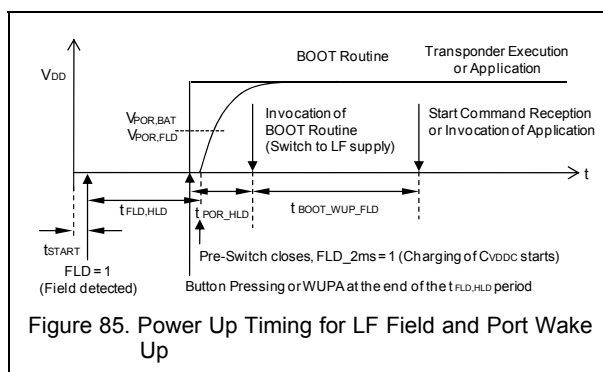 BOOT Routine
Transponder Execution
or Application
VDD
VPOR,BAT
VPOR,FLD
Invocation of
BOOT Routine
(Switch to LF supply)
Start Command Reception
or Invocation of Application
t
tFLD,HLD
tPOR_HLD
tBOOT_WUP_FLD
tSTART
FLD = 1
(Field detected)
Pre-Switch closes, FLD_2ms = 1 (Charging of CVDDC starts)
Button Pressing or WUPA at the end of the tFLD,HLD period
Figure 85. Power Up Timing for LF Field and Port Wake
Up